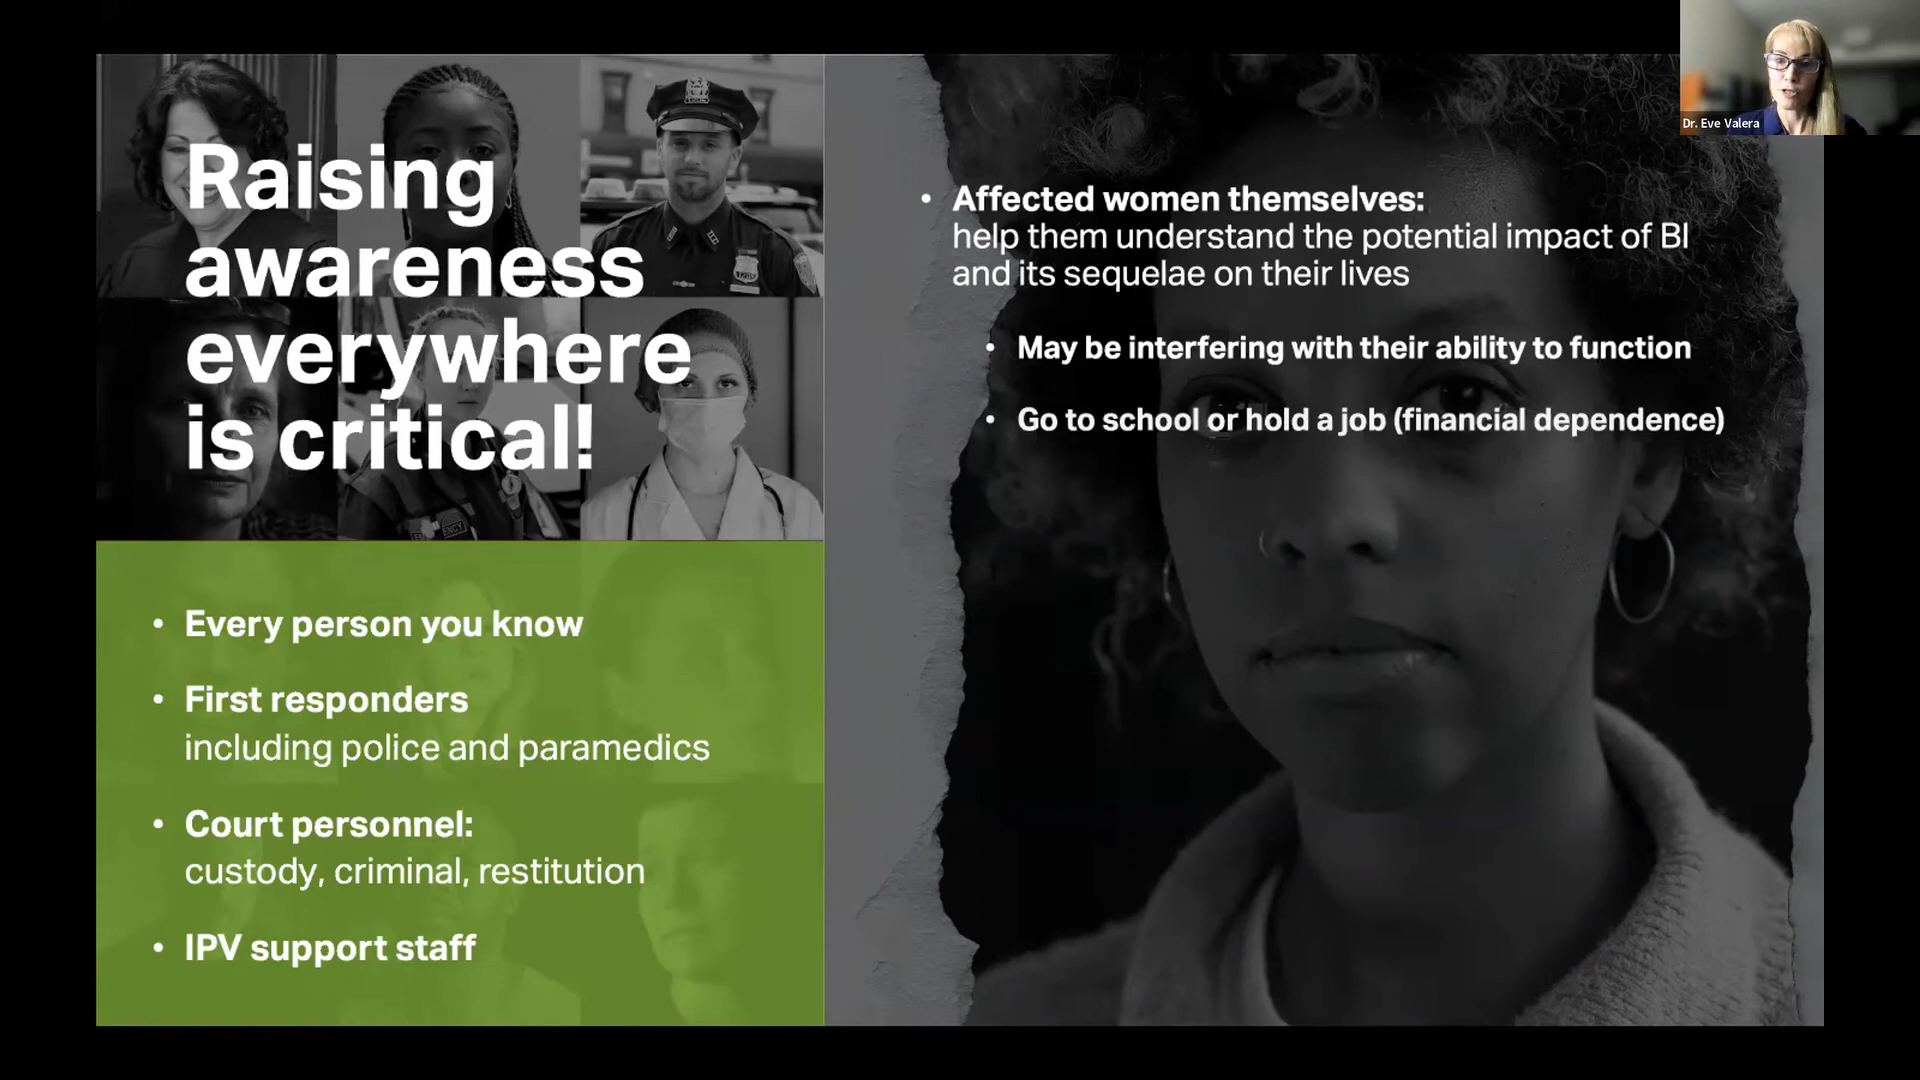 Raising
awareness
everywhere
is critical!
• Every person you know
• First responders
including police and paramedics
• Court personnel:
custody, criminal, restitution
• IPV support staff
• Affected women themselves:
help them understand the potential impact of BI
and its sequelae on their lives
• May be interfering with their ability to function
• Go to school or hold a job (financial dependence)
Dr. Eve Valera